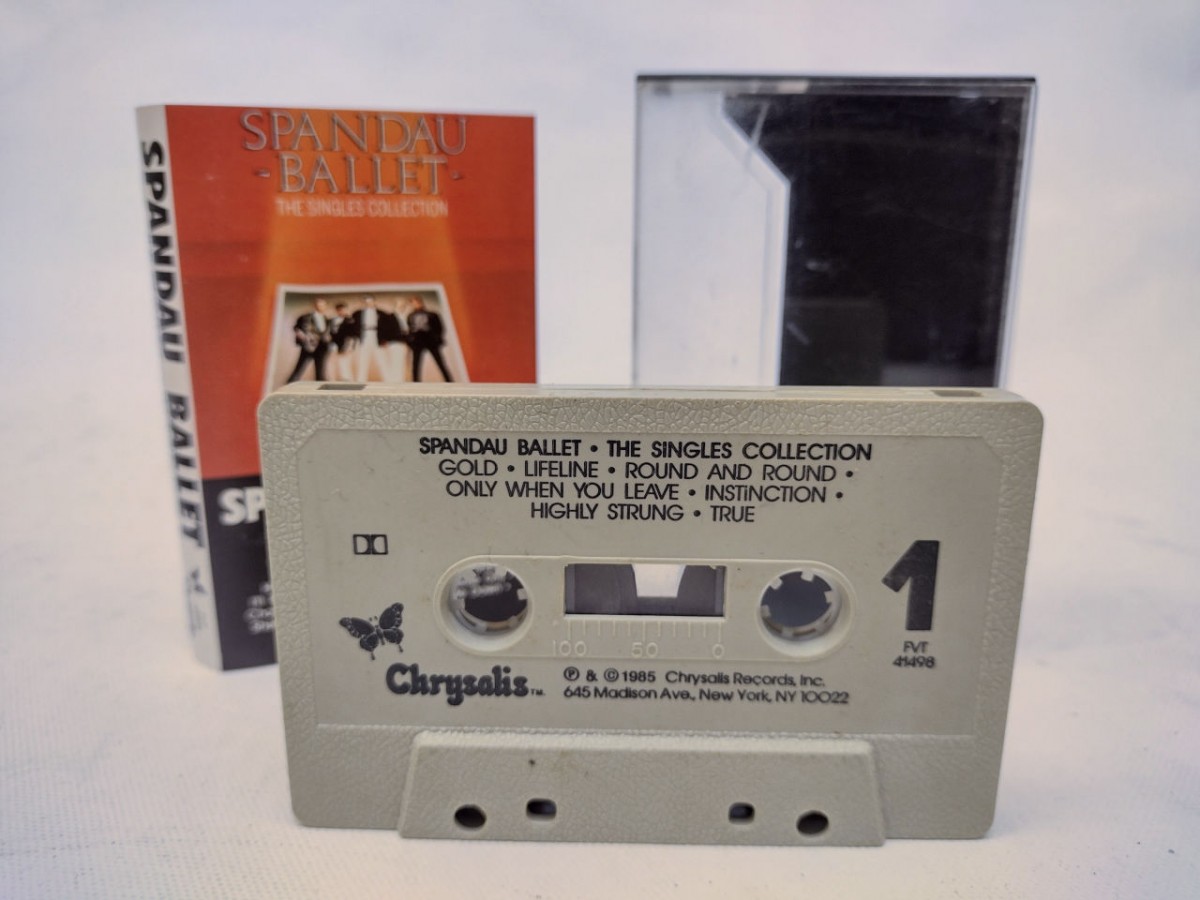 SPANDAU BALLET
SPANDAU
-BALLET-
THE SINGLES COLLECTION
SP
SPANDAU BALLET • THE SINGLES COLLECTION
GOLD • LIFELINE • ROUND AND ROUND •
ONLY WHEN YOU LEAVE • INSTINCTION •
HIGHLY STRUNG • TRUE
1
FVT
41498
100 50 0
Chrysalis™
℗ & © 1985 Chrysalis Records, Inc.
645 Madison Ave., New York, NY 10022